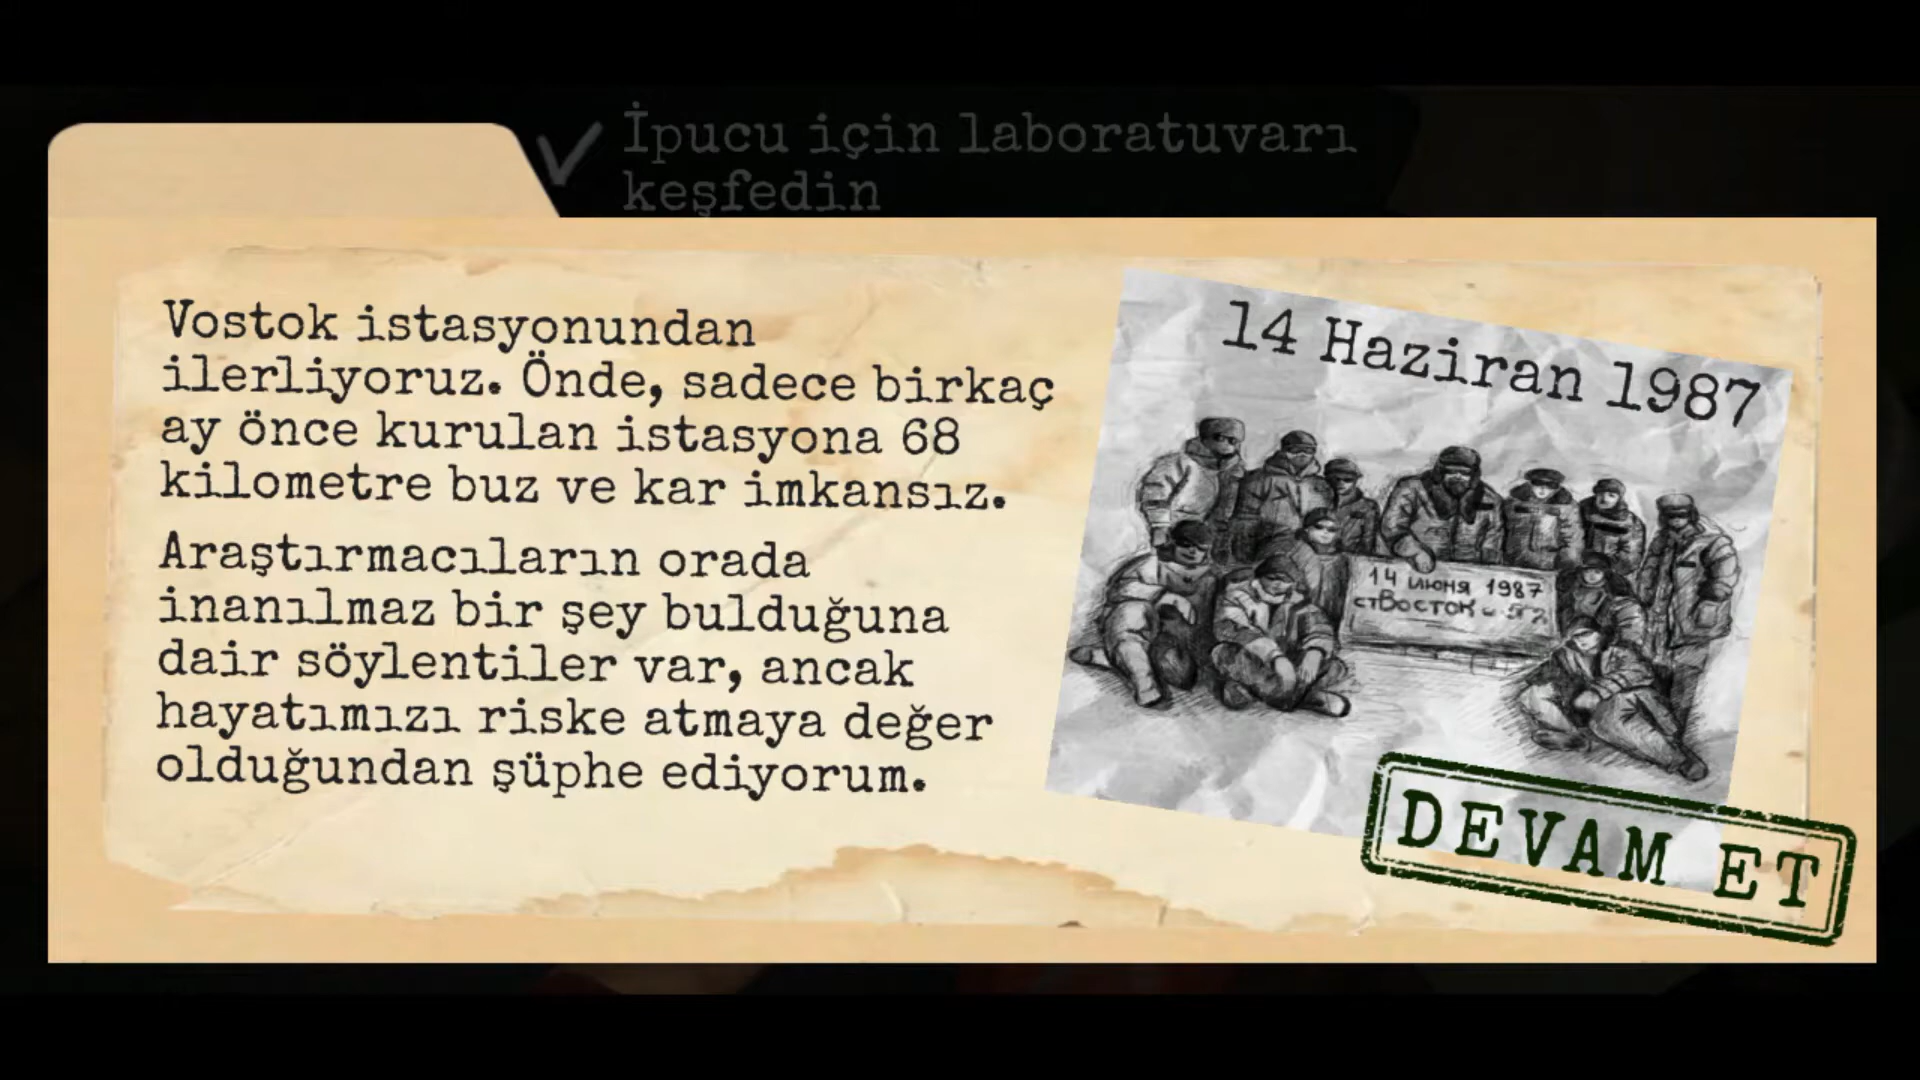 İpucu için laboratuvarı
keşfedin
Vostok istasyonundan
ilerliyoruz. Önde, sadece birkaç
ay önce kurulan istasyona 68
kilometre buz ve kar imkansız.
Araştırmacıların orada
inanılmaz bir şey bulduğuna
dair söylentiler var, ancak
hayatımızı riske atmaya değer
olduğundan şüphe ediyorum.
14 Haziran 1987
14 июня 1987
стВосток
DEVAM ET